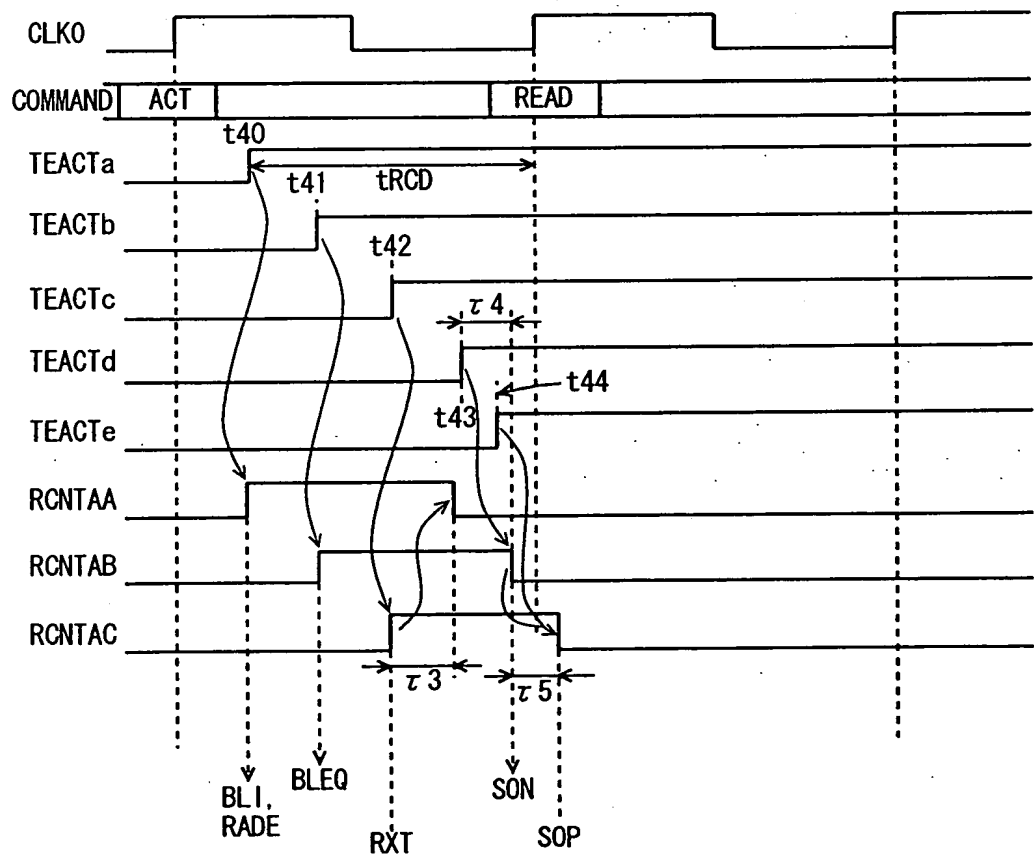 CLK0
COMMAND ACT READ
t40
TEACTa
tRCD
t41
TEACTb
t42
TEACTc
τ4
TEACTd
t44
t43
TEACTe
RCNTAA
RCNTAB
RCNTAC
τ3
τ5
BLI,
RADE
BLEQ
RXT
SON
SOP